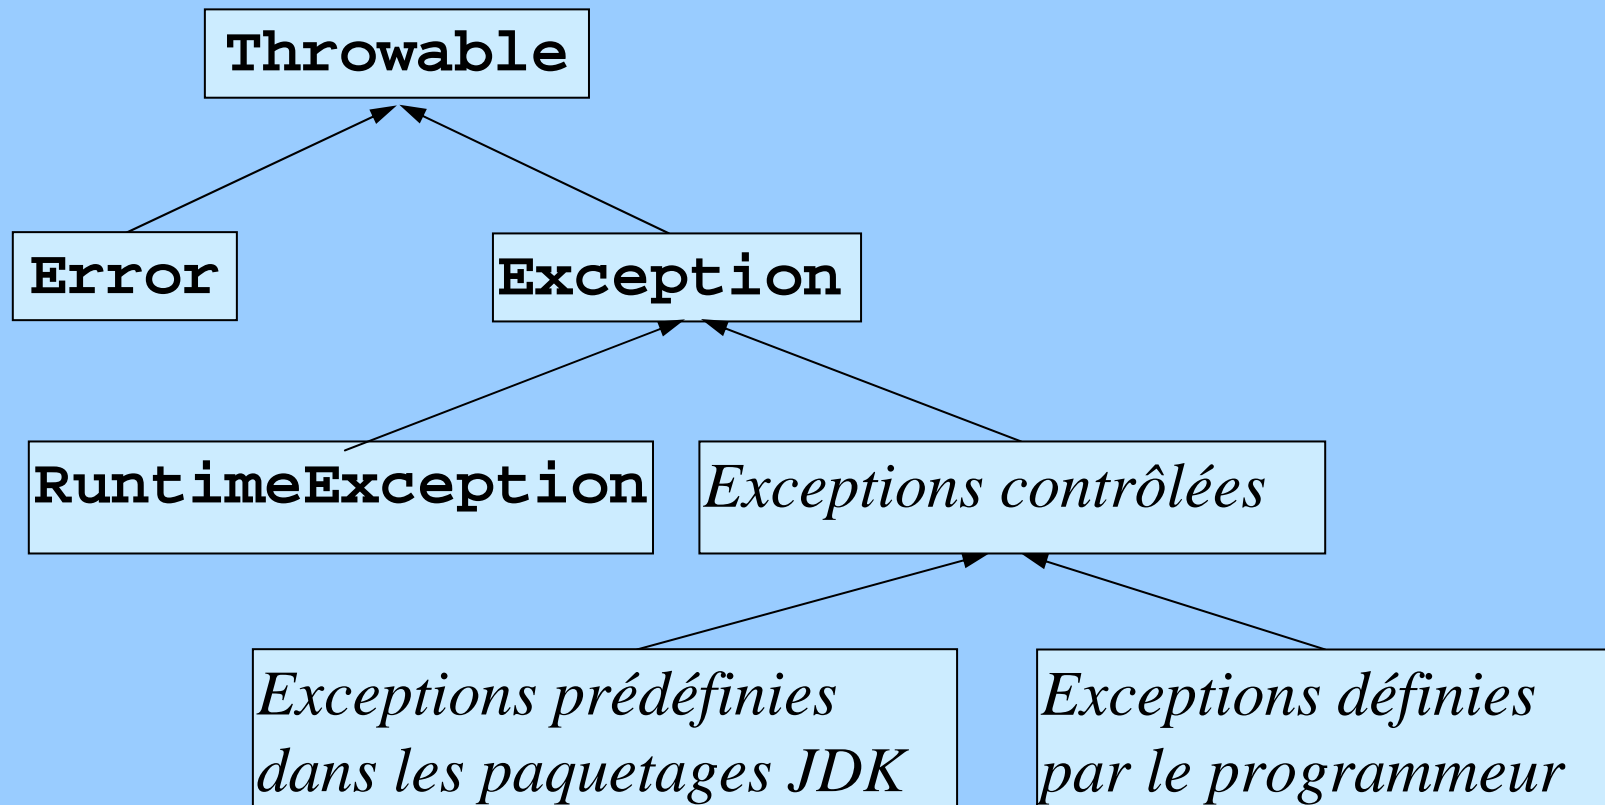 Throwable
Error
Exception
RuntimeException
Exceptions contrôlées
Exceptions prédéfinies
dans les paquetages JDK
Exceptions définies
par le programmeur